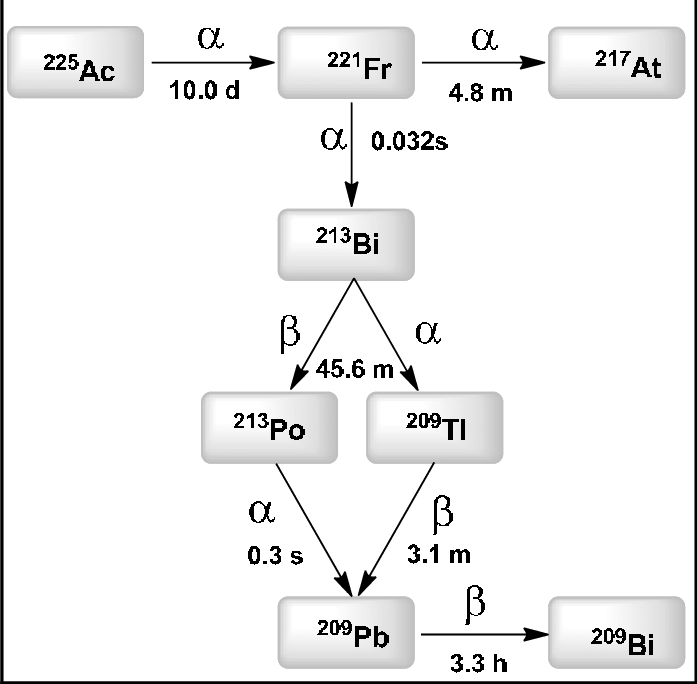 α α
²²⁵Ac ²²¹Fr ²¹⁷At
10.0 d 4.8 m
α 0.032s
²¹³Bi
β α
45.6 m
²¹³Po ²⁰⁹Tl
α β
0.3 s 3.1 m
β
²⁰⁹Pb ²⁰⁹Bi
3.3 h